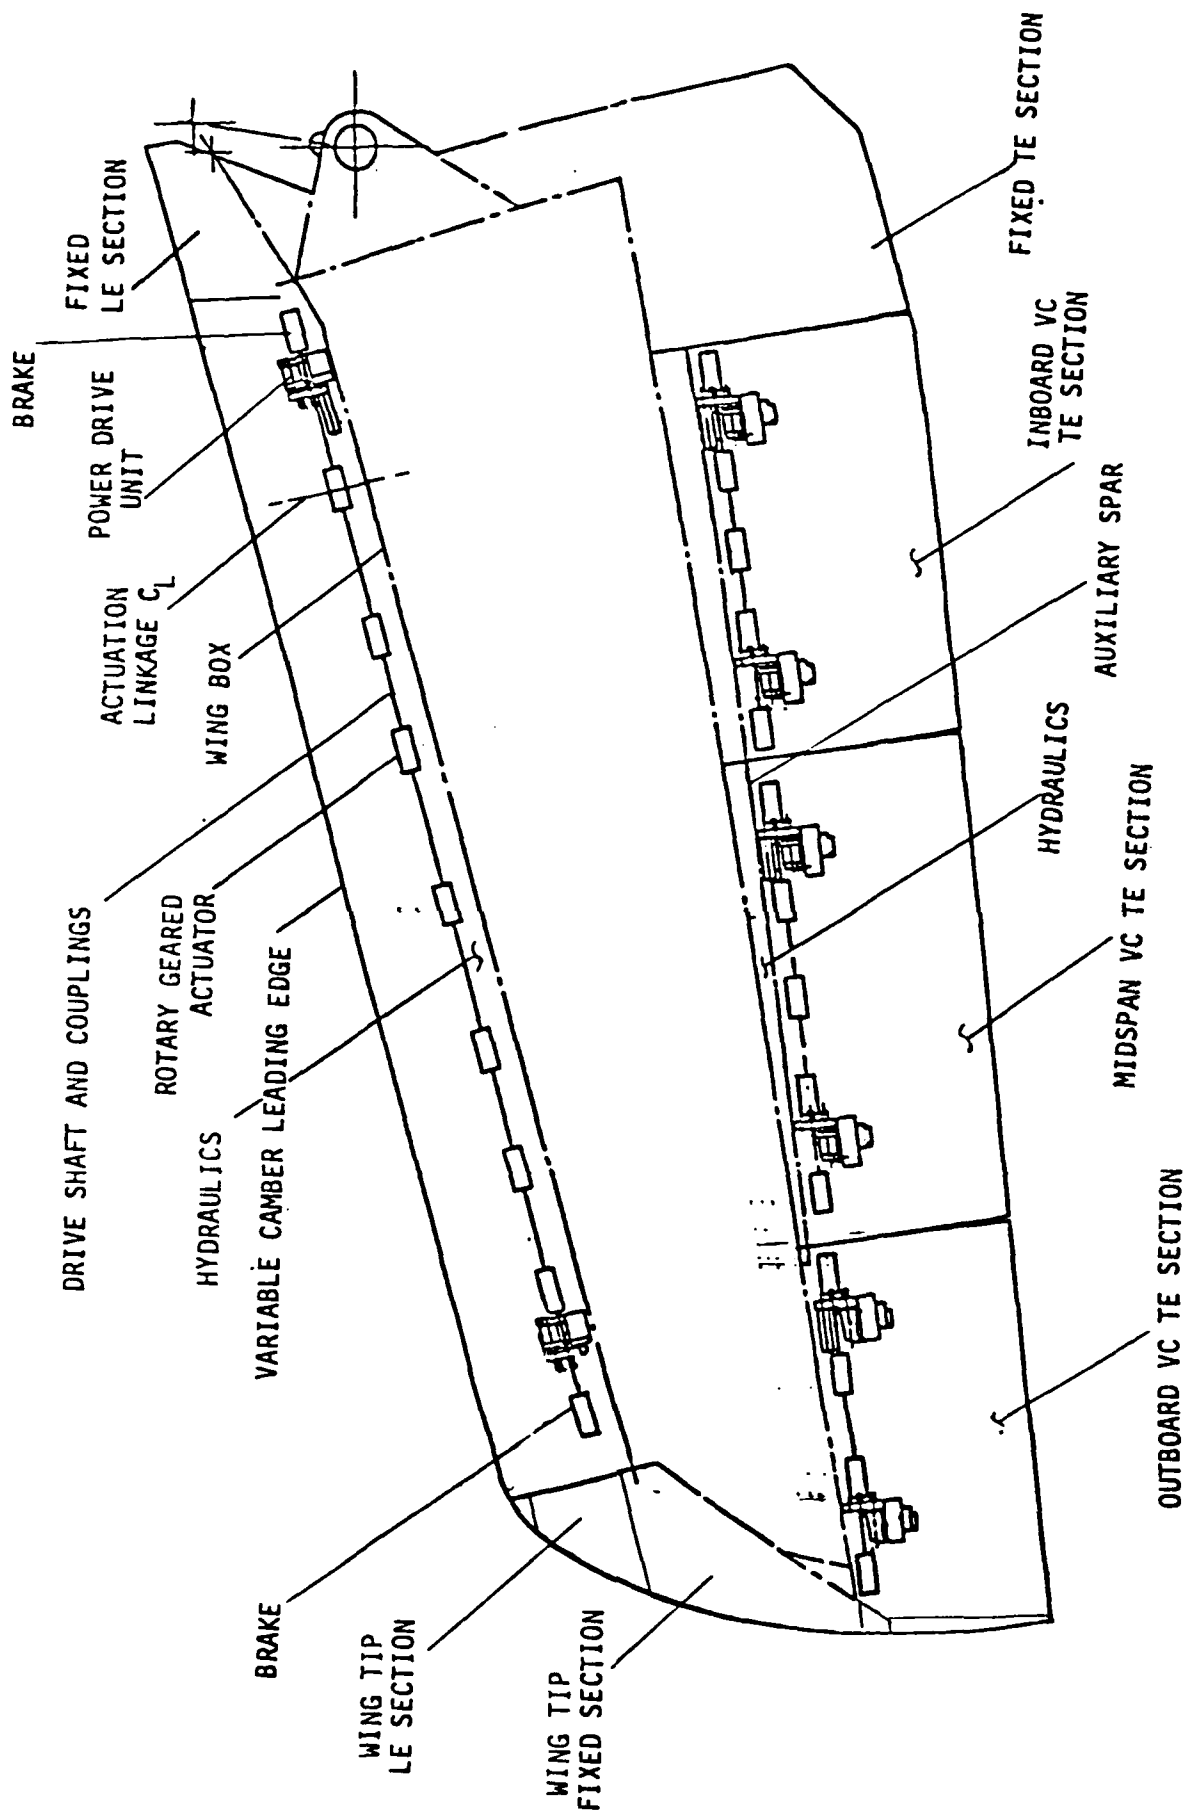 BRAKE
FIXED
LE SECTION
POWER DRIVE
UNIT
ACTUATION
LINKAGE CL
WING BOX
DRIVE SHAFT AND COUPLINGS
ROTARY GEARED
ACTUATOR
HYDRAULICS
VARIABLE CAMBER LEADING EDGE
BRAKE
WING TIP
LE SECTION
WING TIP
FIXED SECTION
FIXED TE SECTION
INBOARD VC
TE SECTION
AUXILIARY SPAR
HYDRAULICS
MIDSPAN VC TE SECTION
OUTBOARD VC TE SECTION